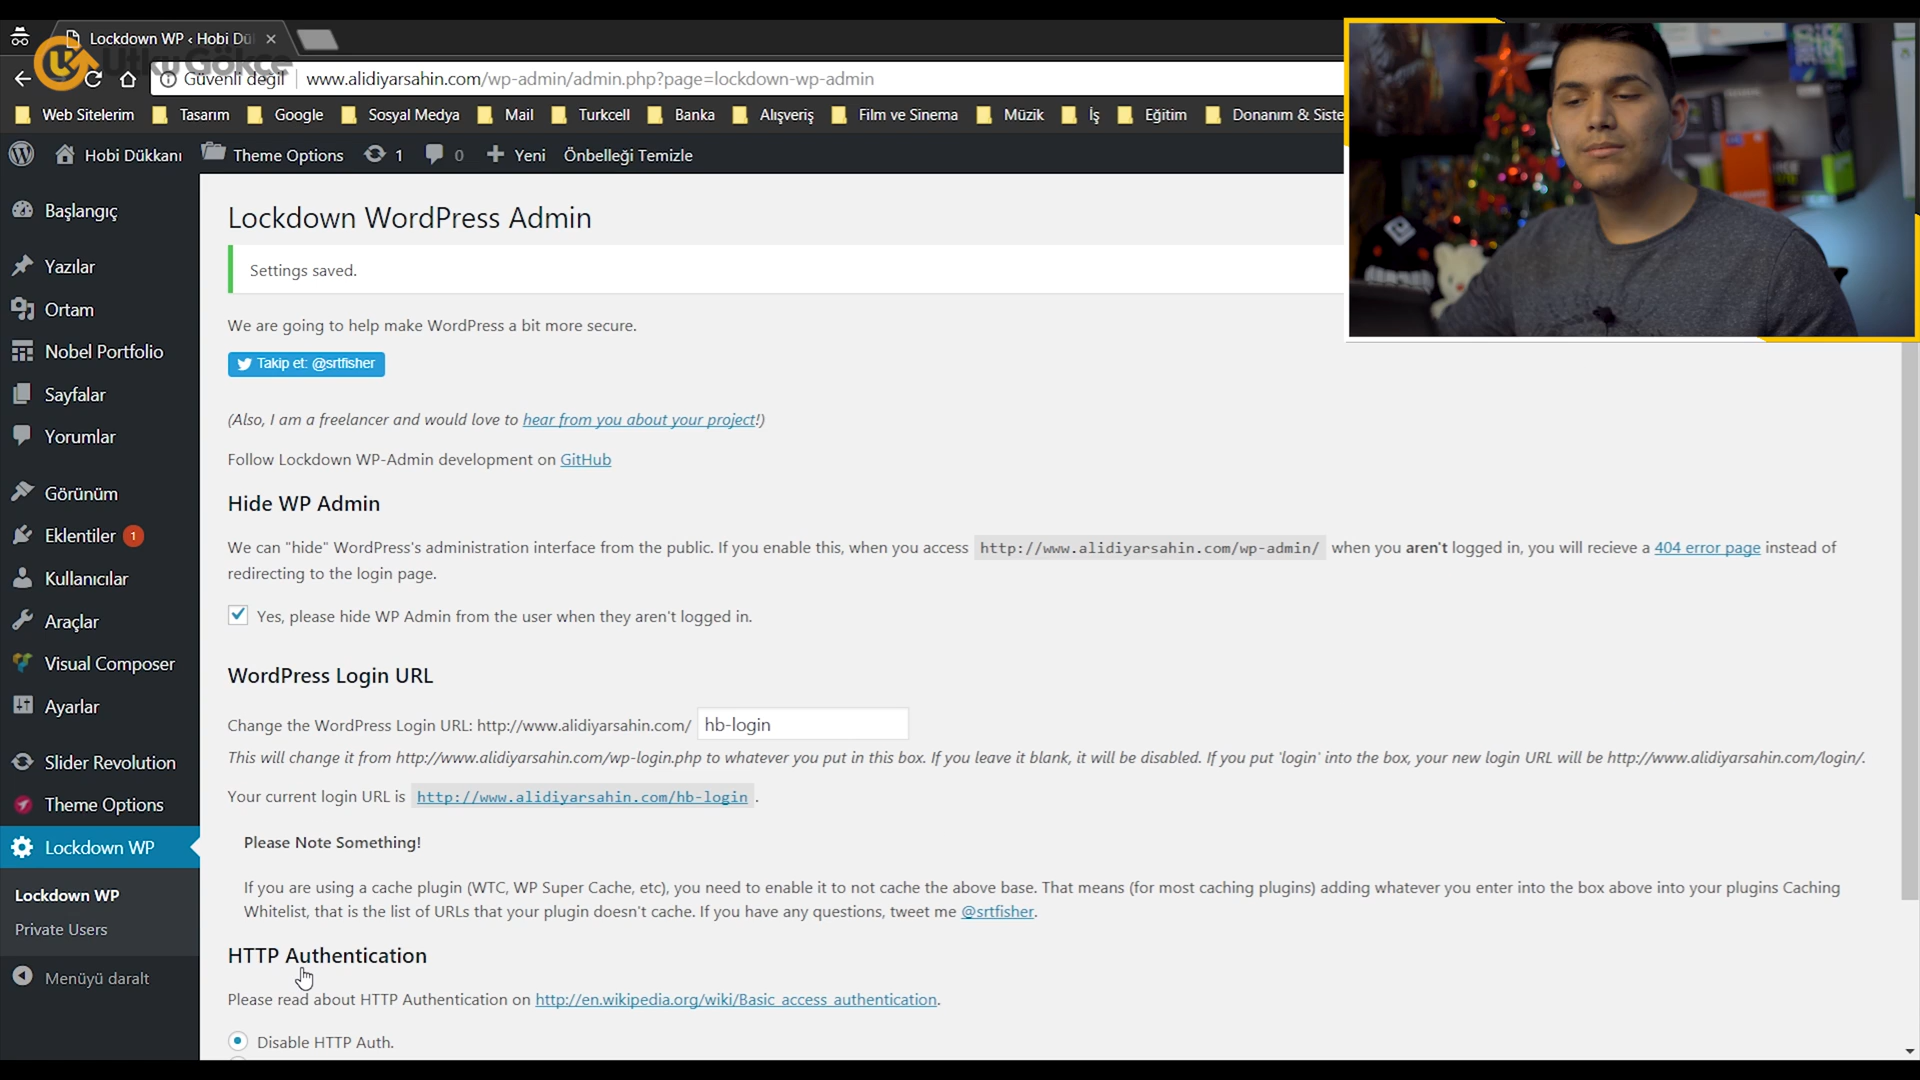 Lockdown WP ‹ Hobi Dü
Utku Gökçe
Güvenli değil
www.alidiyarsahin.com/wp-admin/admin.php?page=lockdown-wp-admin
Web Sitelerim Tasarım Google Sosyal Medya Mail Turkcell Banka Alışveriş Film ve Sinema Müzik İş Eğitim Donanım & Siste
Hobi Dükkanı Theme Options 1 0 Yeni Önbelleği Temizle
Başlangıç
Yazılar
Ortam
Nobel Portfolio
Sayfalar
Yorumlar
Görünüm
Eklentiler 1
Kullanıcılar
Araçlar
Visual Composer
Ayarlar
Slider Revolution
Theme Options
Lockdown WP
Lockdown WP
Private Users
Menüyü daralt
Lockdown WordPress Admin
Settings saved.
We are going to help make WordPress a bit more secure.
Takip et: @srtfisher
(Also, I am a freelancer and would love to hear from you about your project!)
Follow Lockdown WP-Admin development on GitHub
Hide WP Admin
We can "hide" WordPress's administration interface from the public. If you enable this, when you access http://www.alidiyarsahin.com/wp-admin/ when you aren't logged in, you will recieve a 404 error page instead of
redirecting to the login page.
Yes, please hide WP Admin from the user when they aren't logged in.
WordPress Login URL
Change the WordPress Login URL: http://www.alidiyarsahin.com/ hb-login
This will change it from http://www.alidiyarsahin.com/wp-login.php to whatever you put in this box. If you leave it blank, it will be disabled. If you put `login` into the box, your new login URL will be http://www.alidiyarsahin.com/login/.
Your current login URL is http://www.alidiyarsahin.com/hb-login .
Please Note Something!
If you are using a cache plugin (WTC, WP Super Cache, etc), you need to enable it to not cache the above base. That means (for most caching plugins) adding whatever you enter into the box above into your plugins Caching
Whitelist, that is the list of URLs that your plugin doesn't cache. If you have any questions, tweet me @srtfisher.
HTTP Authentication
Please read about HTTP Authentication on http://en.wikipedia.org/wiki/Basic_access_authentication.
Disable HTTP Auth.